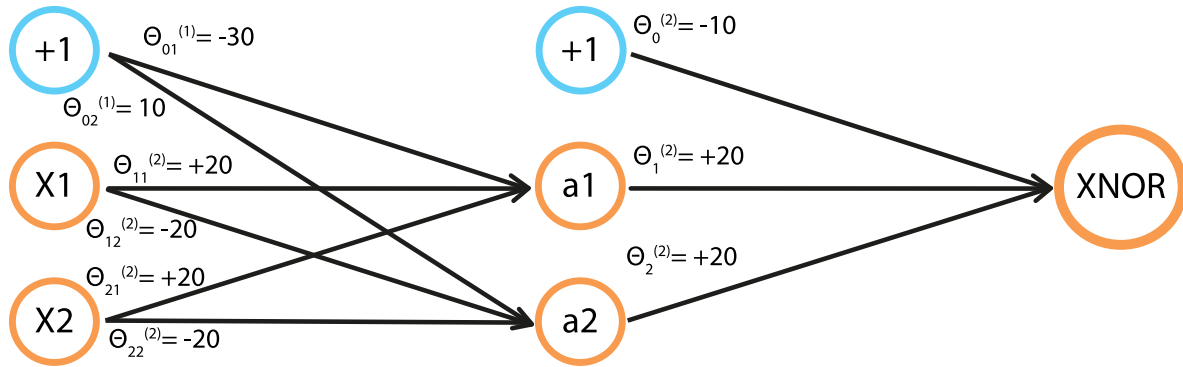 +1
Θ₀₁⁽¹⁾= -30
Θ₀₂⁽¹⁾= 10
X1
Θ₁₁⁽²⁾= +20
Θ₁₂⁽²⁾= -20
X2
Θ₂₁⁽²⁾= +20
Θ₂₂⁽²⁾= -20
+1
Θ₀⁽²⁾= -10
a1
Θ₁⁽²⁾= +20
a2
Θ₂⁽²⁾= +20
XNOR